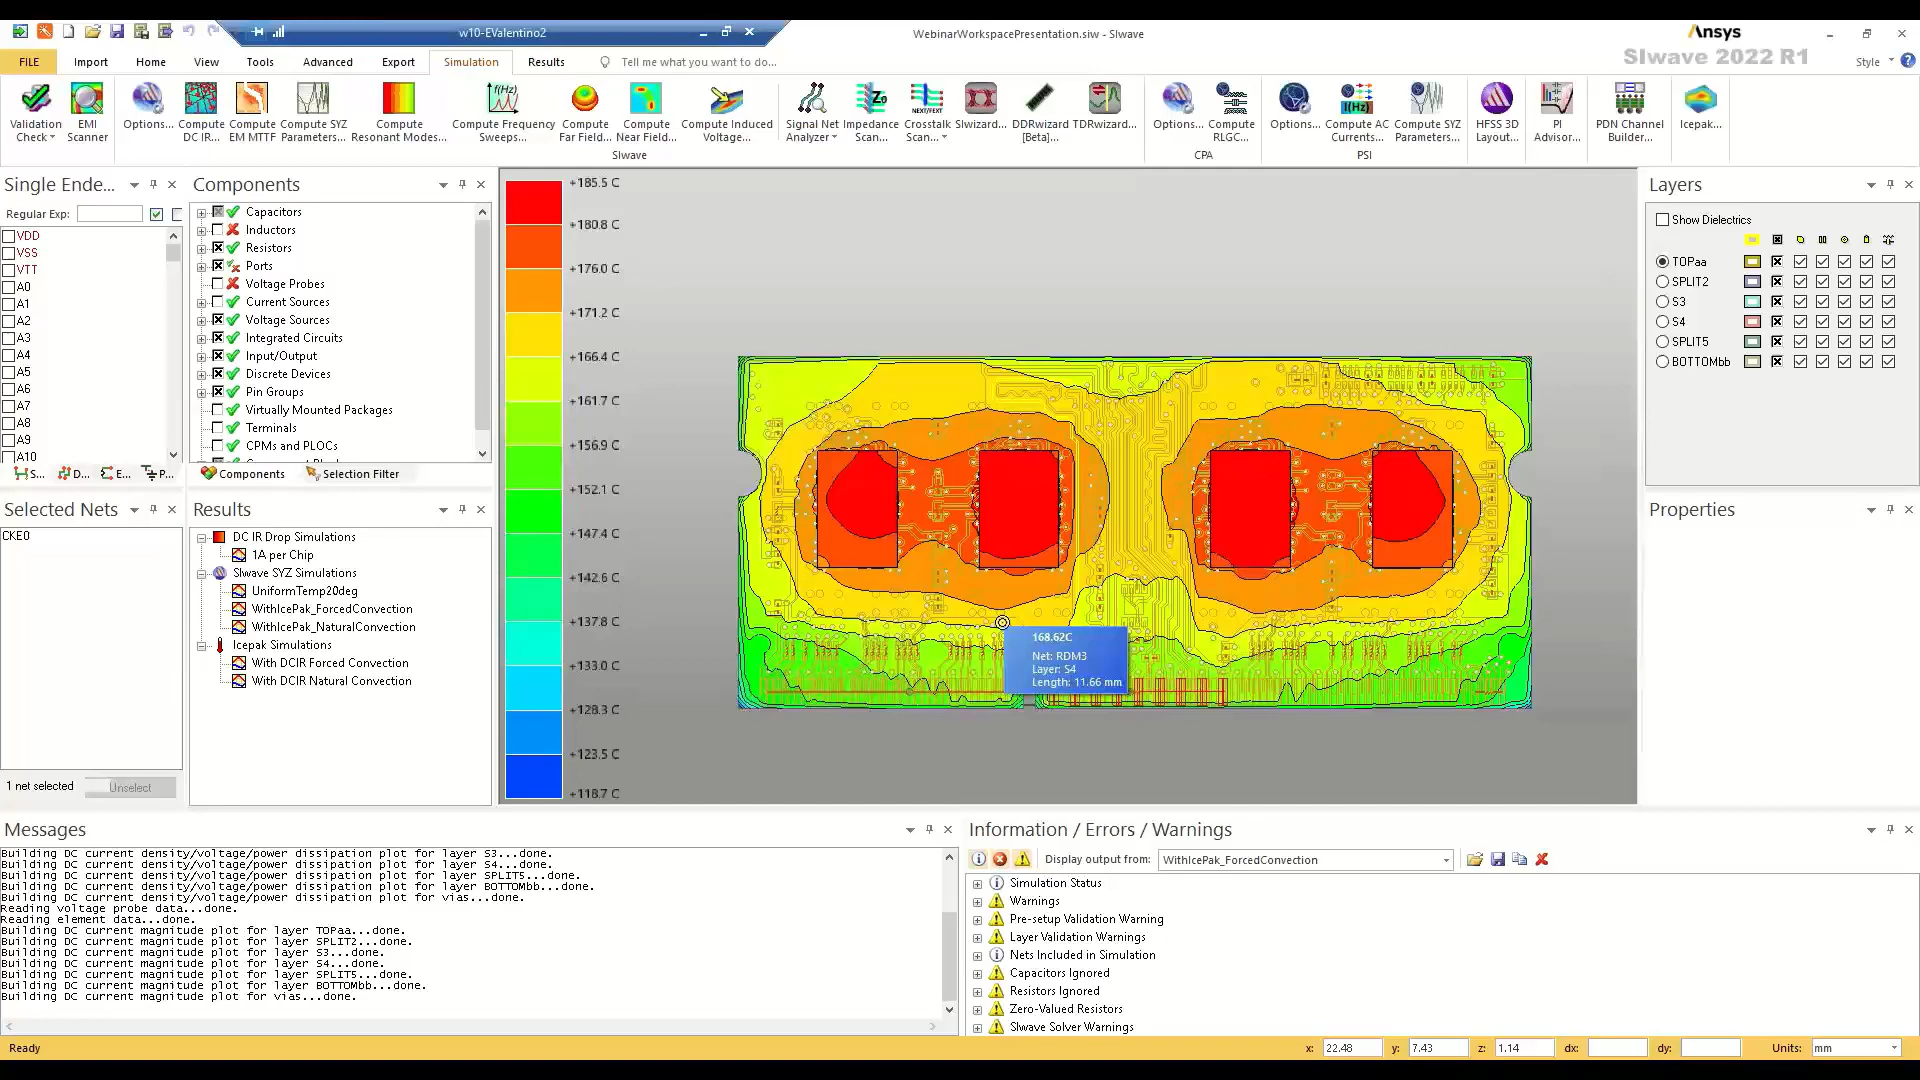 w10-EValentino2
WebinarWorkspacePresentation.siw - SIwave
Ansys
SIwave 2022 R1
FILE Import Home View Tools Advanced Export Simulation Results Tell me what you want to do... Style
Validation Check
EMI Scanner
Options...
Compute DC IR...
Compute EM MTTF
Compute SYZ Parameters...
Compute Resonant Modes...
Compute Frequency Sweeps...
Compute Far Field...
Compute Near Field...
Compute Induced Voltage...
Signal Net Analyzer
Impedance Scan...
Crosstalk Scan...
SIwizard...
DDRwizard [Beta]...
TDRwizard...
Options...
Compute RLGC...
Options...
Compute AC Currents...
Compute SYZ Parameters...
HFSS 3D Layout...
PI Advisor...
PDN Channel Builder...
Icepak...
SIwave
CPA
PSI
Single Ende...
Regular Exp:
VDD
VSS
VTT
A0
A1
A2
A3
A4
A5
A6
A7
A8
A9
A10
S... D... E... P...
Components
Capacitors
Inductors
Resistors
Ports
Voltage Probes
Current Sources
Voltage Sources
Integrated Circuits
Input/Output
Discrete Devices
Pin Groups
Virtually Mounted Packages
Terminals
CPMs and PLOCs
Components Selection Filter
Selected Nets
CKE0
1 net selected Unselect
Results
DC IR Drop Simulations
1A per Chip
SIwave SYZ Simulations
UniformTemp20deg
WithIcePak_ForcedConvection
WithIcePak_NaturalConvection
Icepak Simulations
With DCIR Forced Convection
With DCIR Natural Convection
+185.5 C
+180.8 C
+176.0 C
+171.2 C
+166.4 C
+161.7 C
+156.9 C
+152.1 C
+147.4 C
+142.6 C
+137.8 C
+133.0 C
+128.3 C
+123.5 C
+118.7 C
168.62C
Net: RDM3
Layer: S4
Length: 11.66 mm
Layers
Show Dielectrics
TOPaa
SPLIT2
S3
S4
SPLIT5
BOTTOMbb
Properties
Messages
Building DC current density/voltage/power dissipation plot for layer S3...done.
Building DC current density/voltage/power dissipation plot for layer S4...done.
Building DC current density/voltage/power dissipation plot for layer SPLIT5...done.
Building DC current density/voltage/power dissipation plot for layer BOTTOMbb...done.
Building DC current density/voltage/power dissipation plot for vias...done.
Reading voltage probe data...done.
Reading element data...done.
Building DC current magnitude plot for layer TOPaa...done.
Building DC current magnitude plot for layer SPLIT2...done.
Building DC current magnitude plot for layer S3...done.
Building DC current magnitude plot for layer S4...done.
Building DC current magnitude plot for layer SPLIT5...done.
Building DC current magnitude plot for layer BOTTOMbb...done.
Building DC current magnitude plot for vias...done.
Information / Errors / Warnings
Display output from: WithIcePak_ForcedConvection
Simulation Status
Warnings
Pre-setup Validation Warning
Layer Validation Warnings
Nets Included in Simulation
Capacitors Ignored
Resistors Ignored
Zero-Valued Resistors
SIwave Solver Warnings
Ready
x: 22.48 y: 7.43 z: 1.14 dx: dy: Units: mm